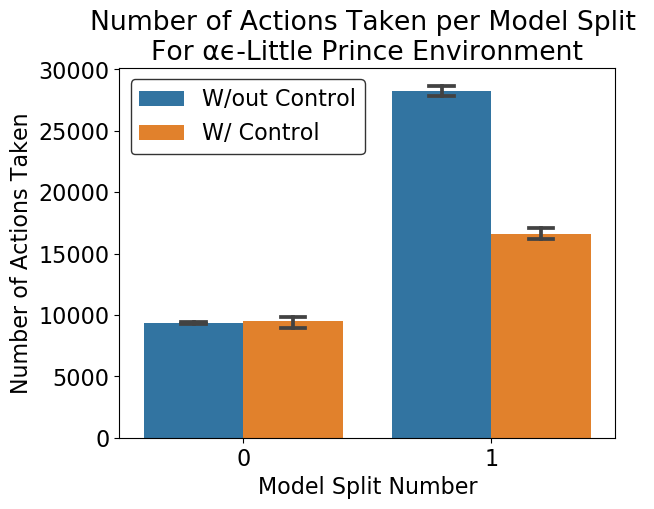 Number of Actions Taken per Model Split
For αϵ-Little Prince Environment
30000
25000
20000
15000
10000
5000
0
Number of Actions Taken
W/out Control
W/ Control
0
1
Model Split Number